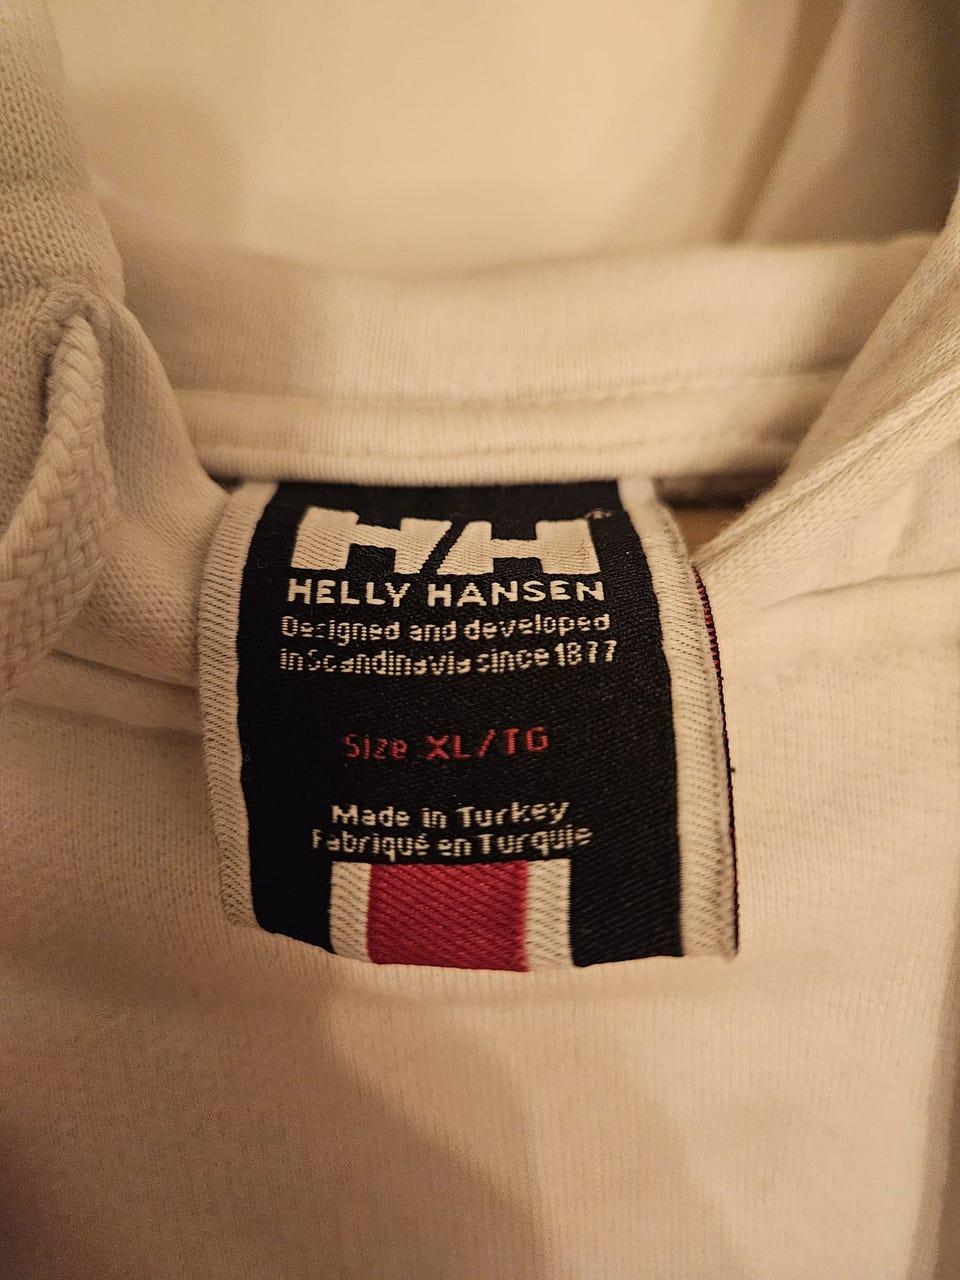 HH®
HELLY HANSEN
Designed and developed
in Scandinavia since 1877
Size XL/TG
Made in Turkey
Fabriqué en Turquie